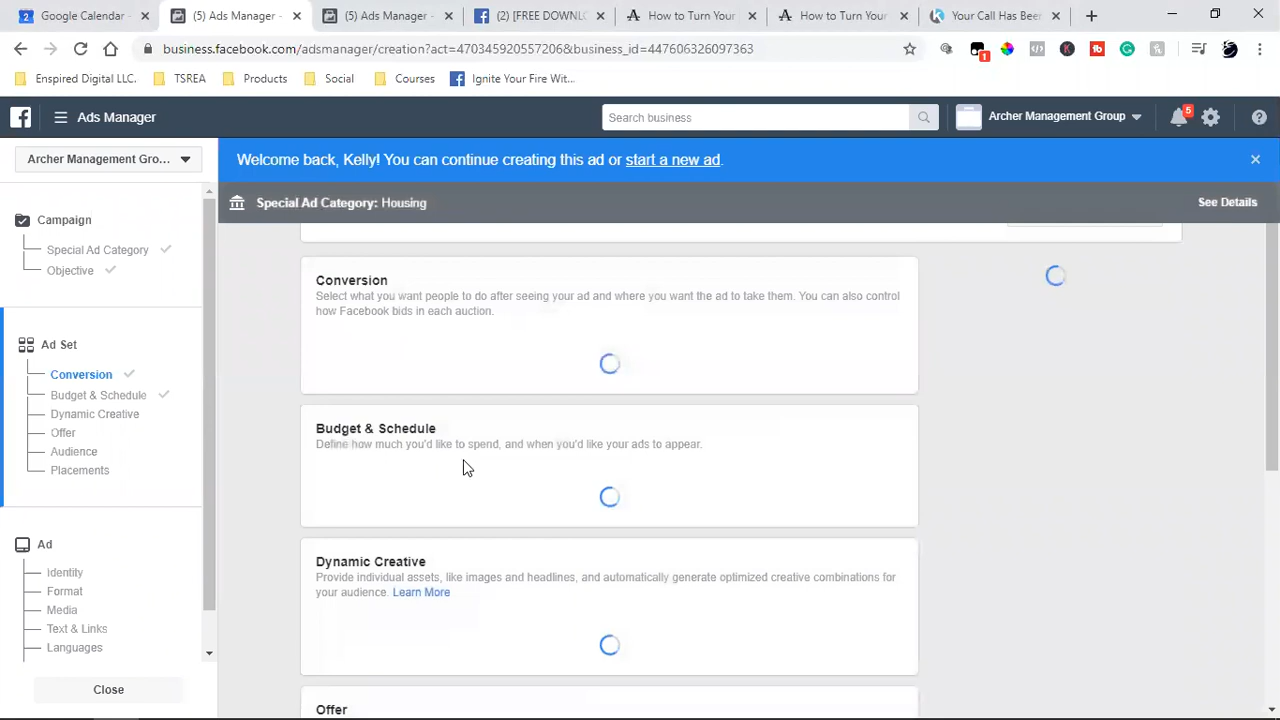 Google Calendar -
(5) Ads Manager -
(5) Ads Manager -
(2) [FREE DOWNL
How to Turn Your
How to Turn Your
Your Call Has Been
business.facebook.com/adsmanager/creation?act=470345920557206&business_id=447606326097363
1
Enspired Digital LLC.
TSREA
Products
Social
Courses
Ignite Your Fire Wit...
Ads Manager
Search business
Archer Management Group
5
Archer Management Gro...
Welcome back, Kelly! You can continue creating this ad or start a new ad.
Special Ad Category: Housing
See Details
Campaign
Special Ad Category
Objective
Ad Set
Conversion
Budget & Schedule
Dynamic Creative
Offer
Audience
Placements
Ad
Identity
Format
Media
Text & Links
Languages
Close
Conversion
Select what you want people to do after seeing your ad and where you want the ad to take them. You can also control
how Facebook bids in each auction.
Budget & Schedule
Define how much you'd like to spend, and when you'd like your ads to appear.
Dynamic Creative
Provide individual assets, like images and headlines, and automatically generate optimized creative combinations for
your audience. Learn More
Offer